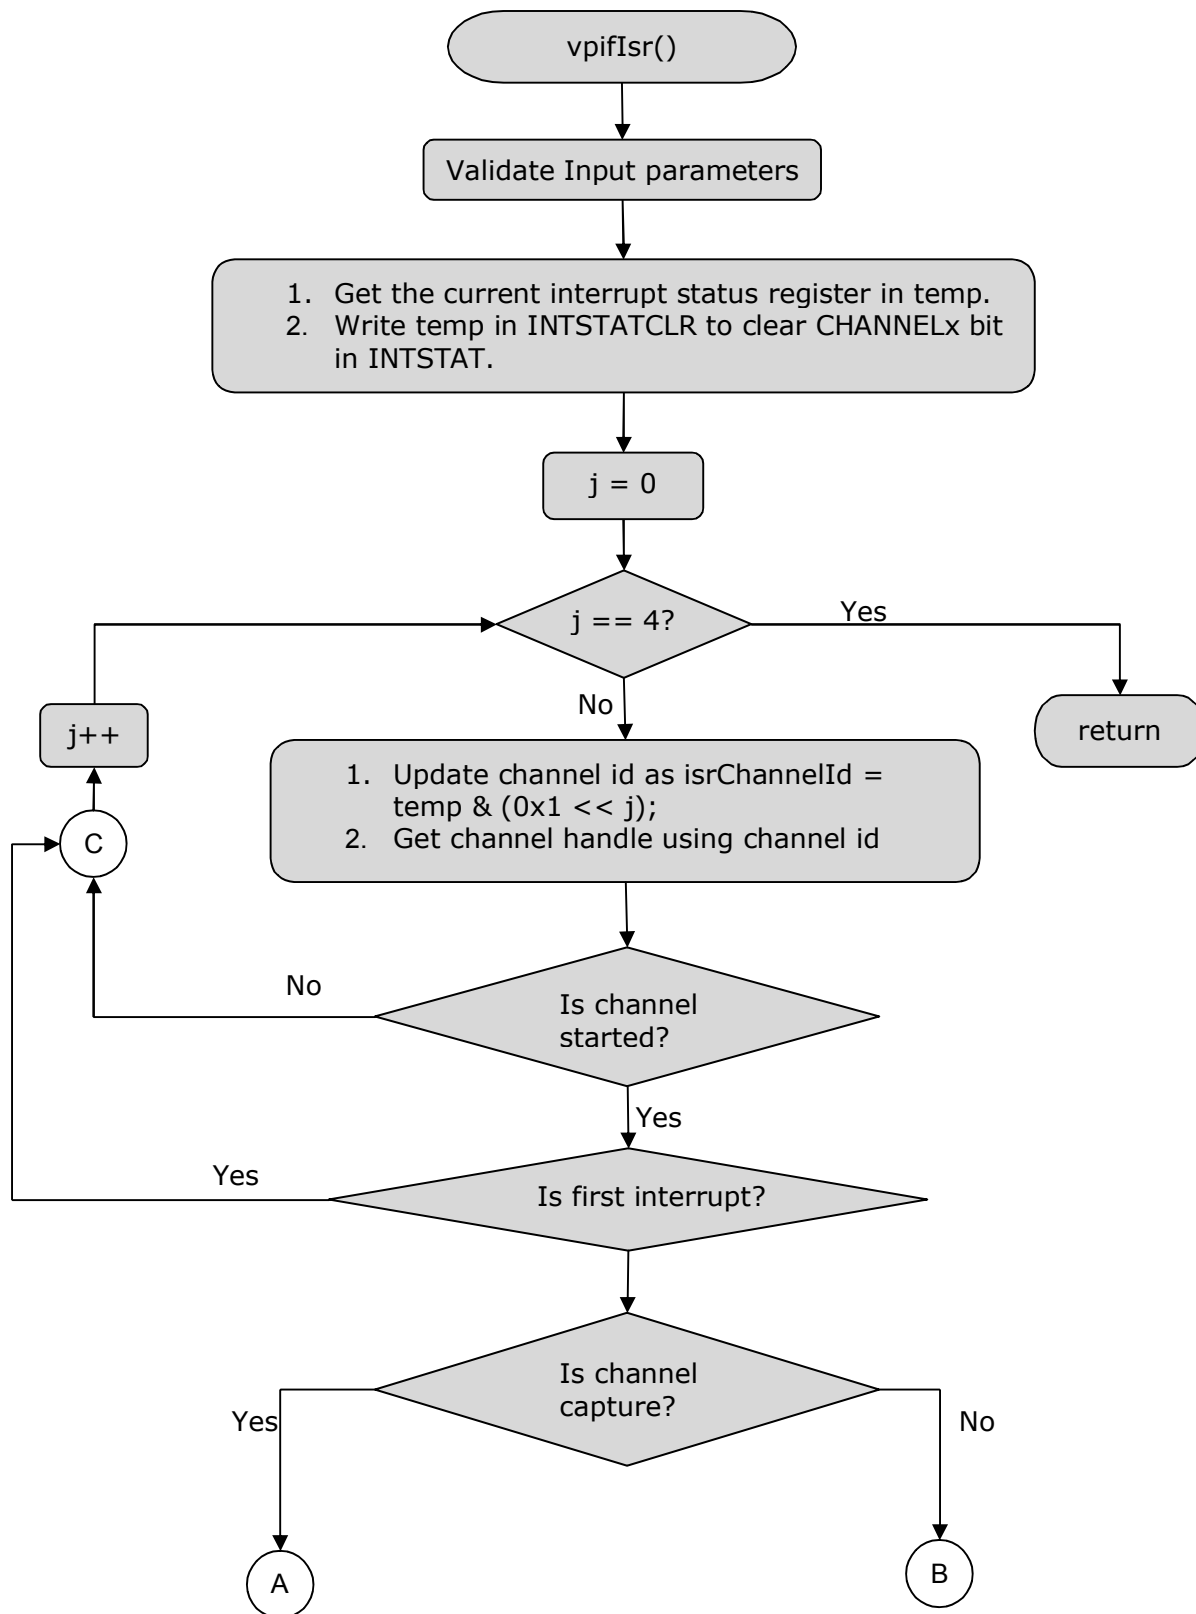 vpifIsr()
Validate Input parameters
1. Get the current interrupt status register in temp.
2. Write temp in INTSTATCLR to clear CHANNELx bit
in INTSTAT.
j = 0
j == 4?
Yes
No
j++
return
1. Update channel id as isrChannelId =
temp & (0x1 << j);
2. Get channel handle using channel id
C
No
Is channel
started?
Yes
Yes
Is first interrupt?
Is channel
capture?
Yes
No
A
B